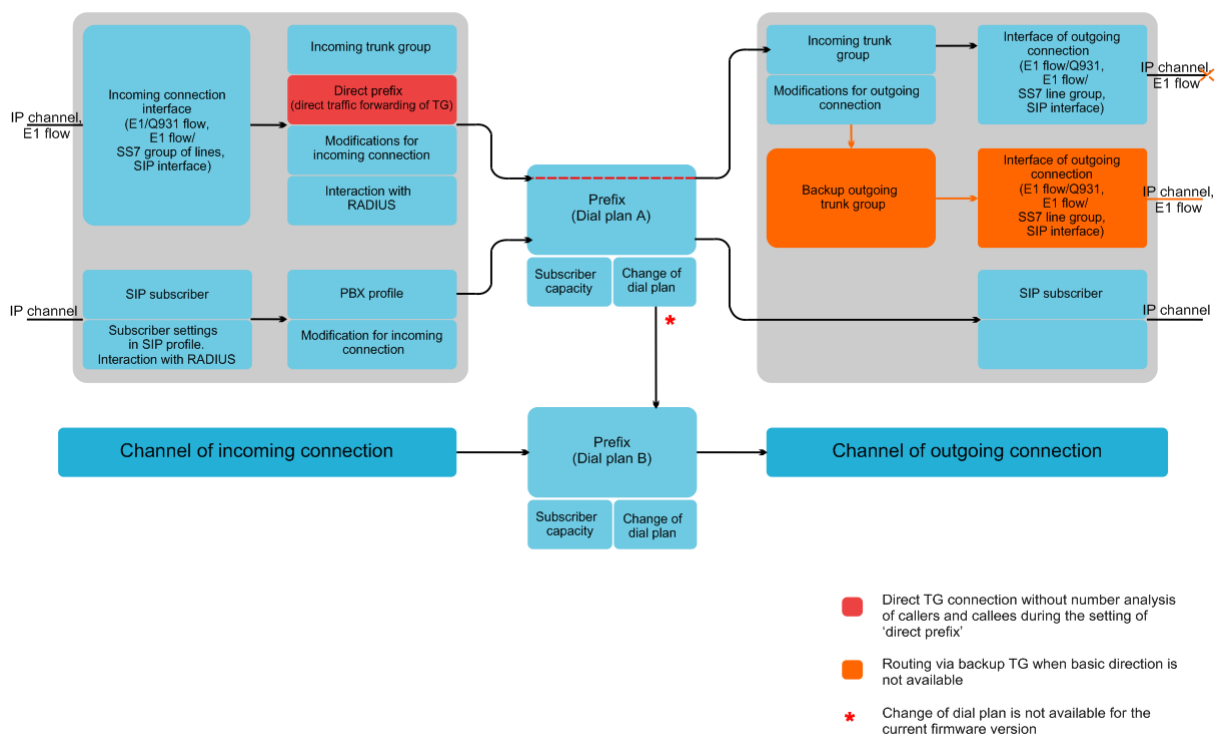 IP channel,
E1 flow
Incoming connection
interface
(E1/Q931 flow,
E1 flow/
SS7 group of lines,
SIP interface)
Incoming trunk group
Direct prefix
(direct traffic forwarding of TG)
Modifications for
incoming connection
Interaction with
RADIUS
IP channel
SIP subscriber
Subscriber settings
in SIP profile.
Interaction with RADIUS
PBX profile
Modification for incoming
connection
Prefix
(Dial plan A)
Subscriber
capacity
Change of
dial plan
*
Incoming trunk
group
Modifications for outgoing
connection
Interface of outgoing
connection
(E1 flow/Q931,
E1 flow/
SS7 line group,
SIP interface)
IP channel,
E1 flow
Backup outgoing
trunk group
Interface of outgoing
connection
(E1 flow/Q931,
E1 flow/
SS7 line group,
SIP interface)
IP channel,
E1 flow
SIP subscriber
IP channel
Channel of incoming connection
Prefix
(Dial plan B)
Subscriber
capacity
Change of
dial plan
Channel of outgoing connection
Direct TG connection without number analysis
of callers and callees during the setting of
‘direct prefix’
Routing via backup TG when basic direction is
not available
* Change of dial plan is not available for the
current firmware version